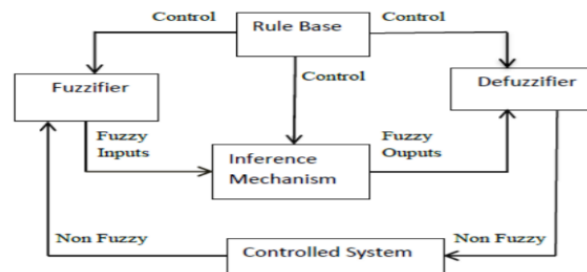 Control
Rule Base
Control
Fuzzifier
Control
Defuzzifier
Fuzzy
Inputs
Inference
Mechanism
Fuzzy
Ouputs
Non Fuzzy
Controlled System
Non Fuzzy